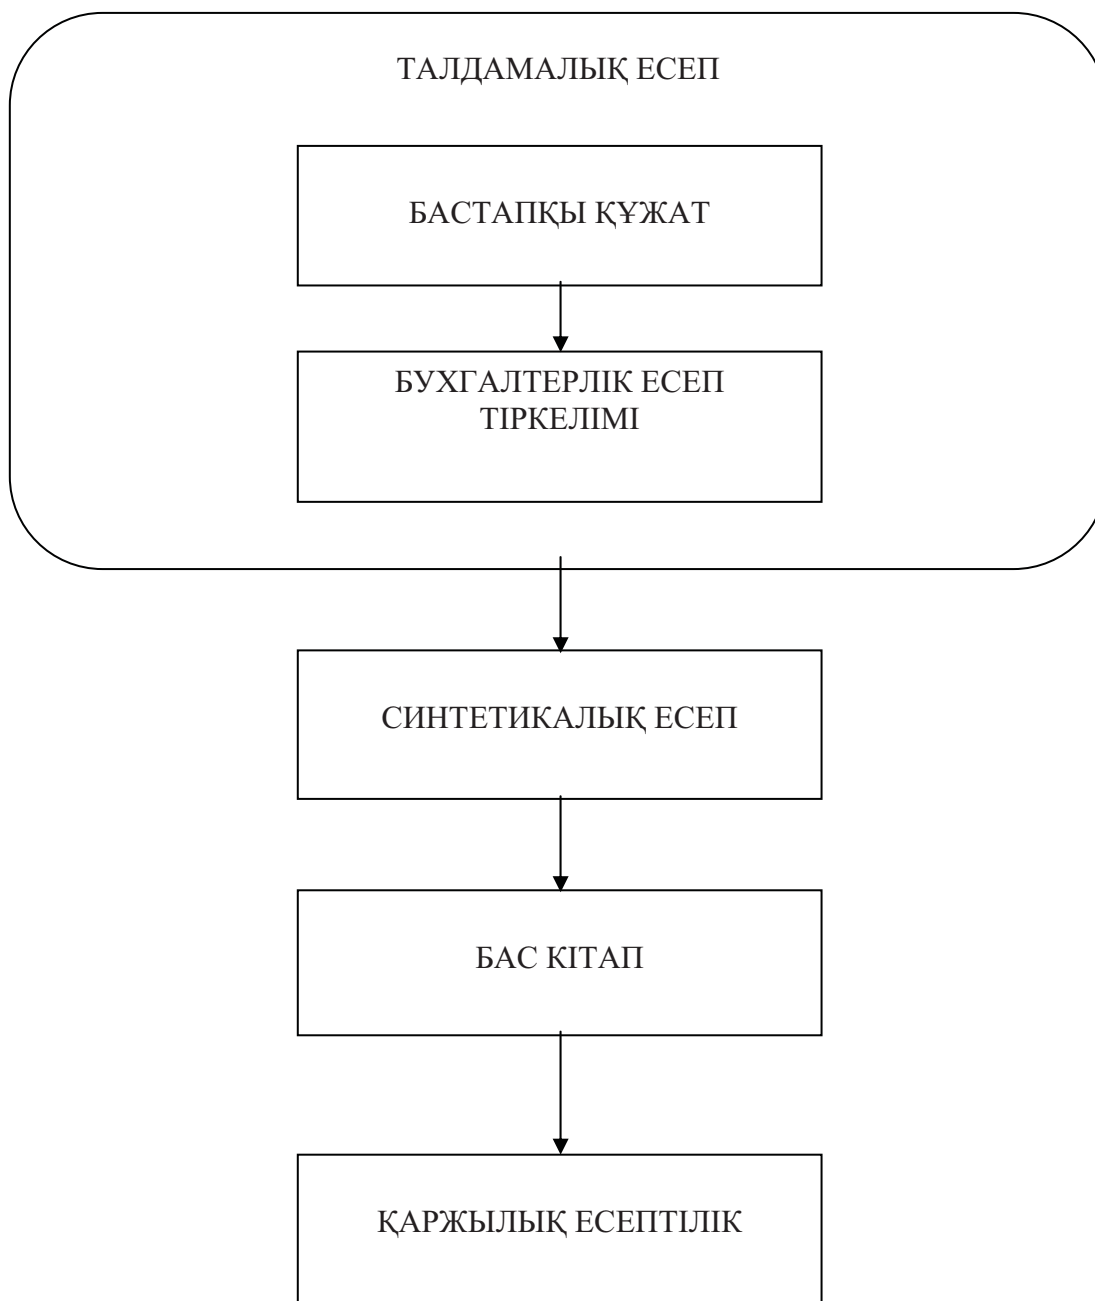 ТАЛДАМАЛЫҚ ЕСЕП
БАСТАПҚЫ ҚҰЖАТ
БУХГАЛТЕРЛІК ЕСЕП
ТІРКЕЛІМІ
СИНТЕТИКАЛЫҚ ЕСЕП
БАС КІТАП
ҚАРЖЫЛЫҚ ЕСЕПТІЛІК